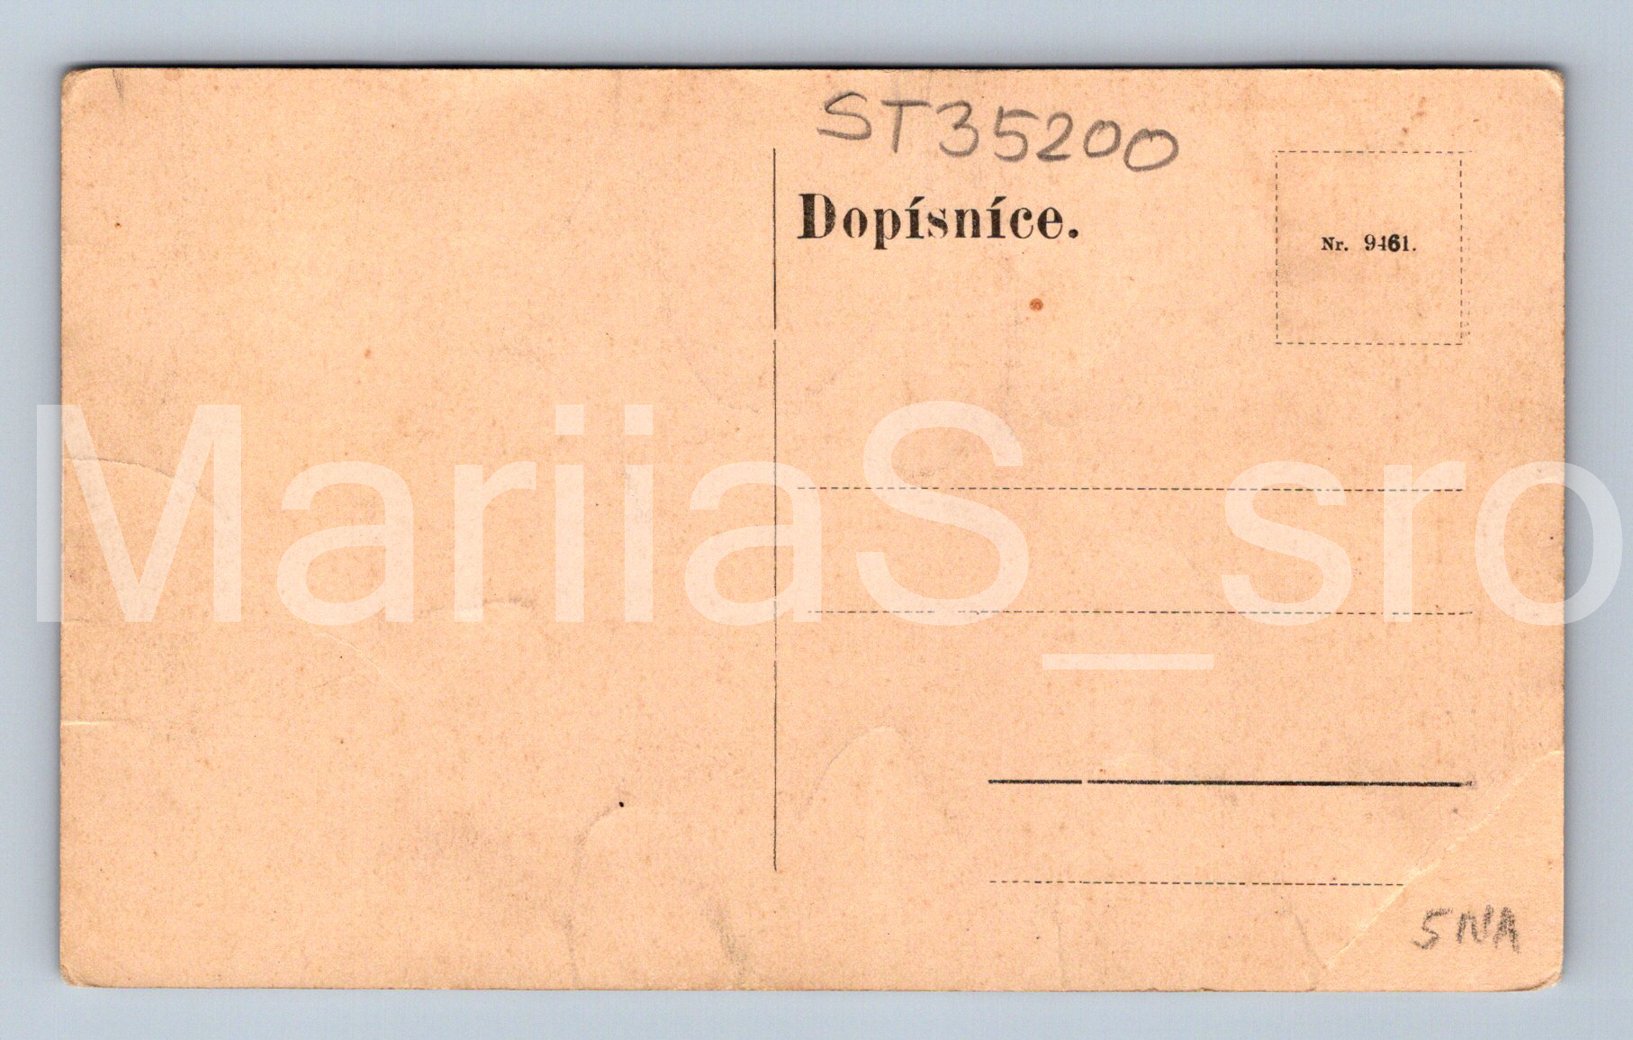 ST35200
Dopísníce.
Nr. 9461.
MariiaS_sro
5NA